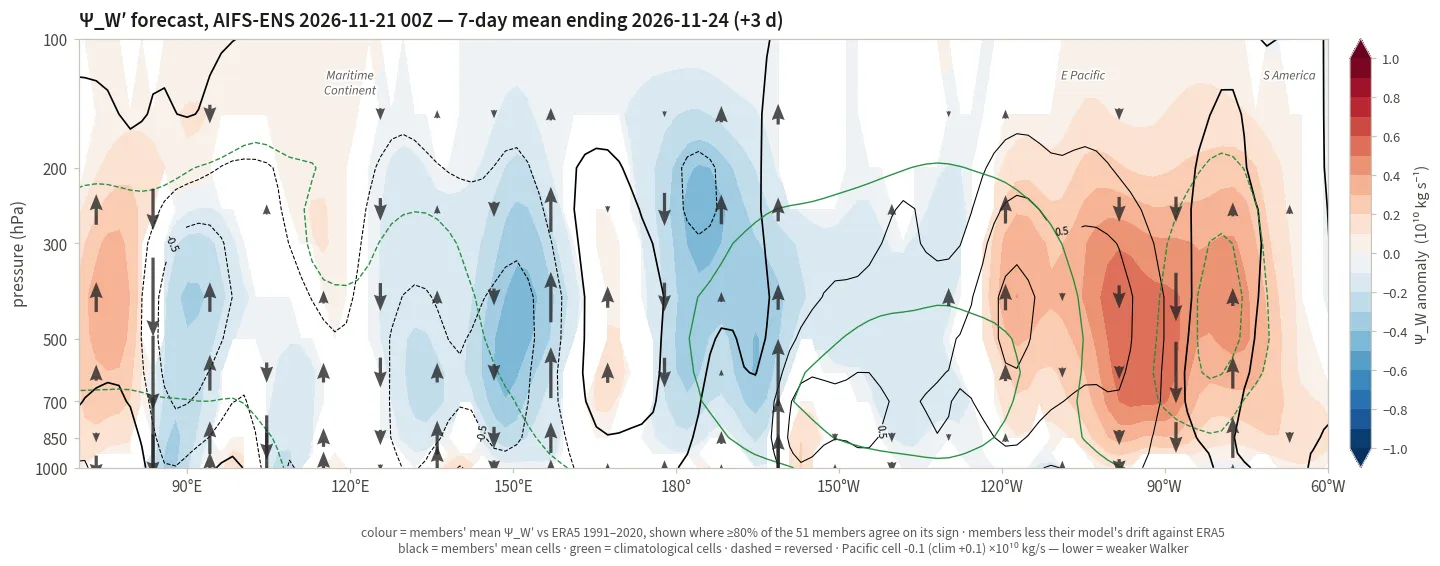 Ψ_W′ forecast, AIFS-ENS 2026-11-21 00Z — 7-day mean ending 2026-11-24 (+3 d)
100
200
300
400
500
700
850
1000
pressure (hPa)
Maritime
Continent
E Pacific
S America
-0.5
-0.5
0.5
0.5
90°E
120°E
150°E
180°
150°W
120°W
90°W
60°W
1.0
0.8
0.6
0.4
0.2
0.0
−0.2
−0.4
−0.6
−0.8
−1.0
Ψ_W anomaly (10¹⁰ kg s⁻¹)
colour = members' mean Ψ_W′ vs ERA5 1991–2020, shown where ≥80% of the 51 members agree on its sign · members less their model's drift against ERA5
black = members' mean cells · green = climatological cells · dashed = reversed · Pacific cell -0.1 (clim +0.1) ×10¹⁰ kg/s — lower = weaker Walker